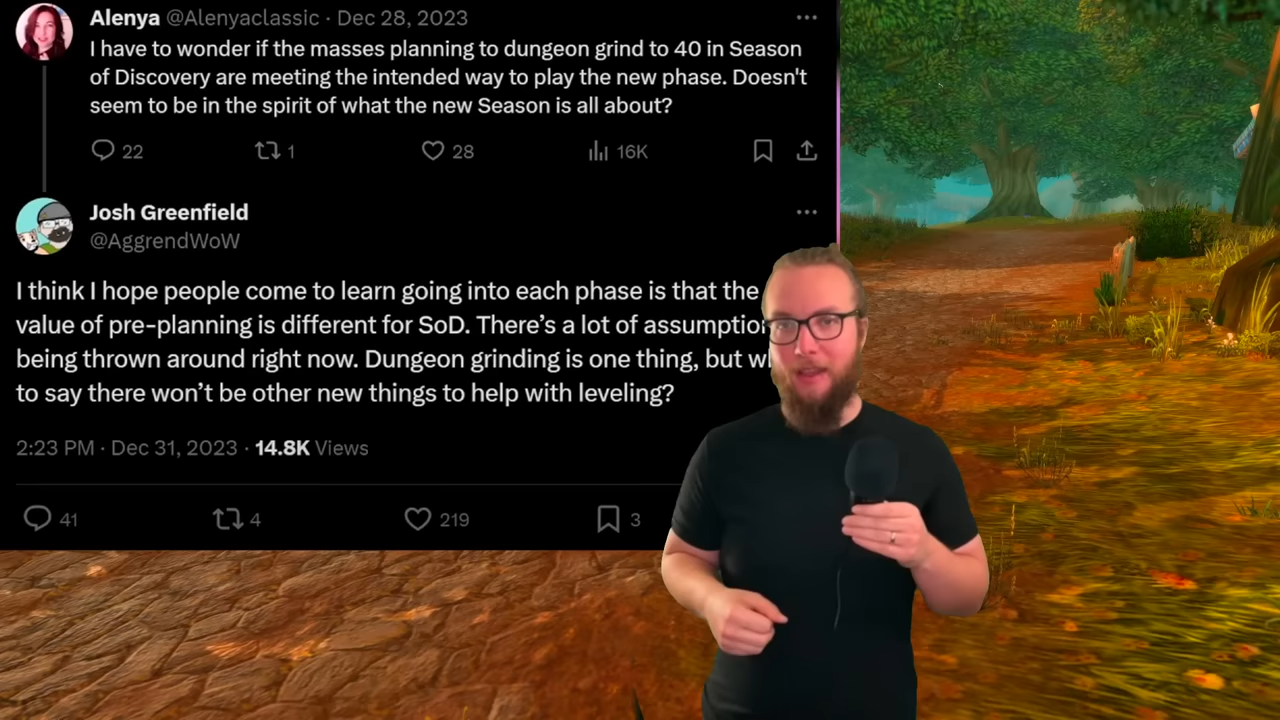 Alenya @Alenyaclassic · Dec 28, 2023
I have to wonder if the masses planning to dungeon grind to 40 in Season
of Discovery are meeting the intended way to play the new phase. Doesn't
seem to be in the spirit of what the new Season is all about?
22 1 28 16K
Josh Greenfield
@AggrendWoW
I think I hope people come to learn going into each phase is that the
value of pre-planning is different for SoD. There's a lot of
being thrown around right now. Dungeon grinding is one thing, but
to say there won't be other new things to help with leveling?
2:23 PM · Dec 31, 2023 · 14.8K Views
41 4 219 3